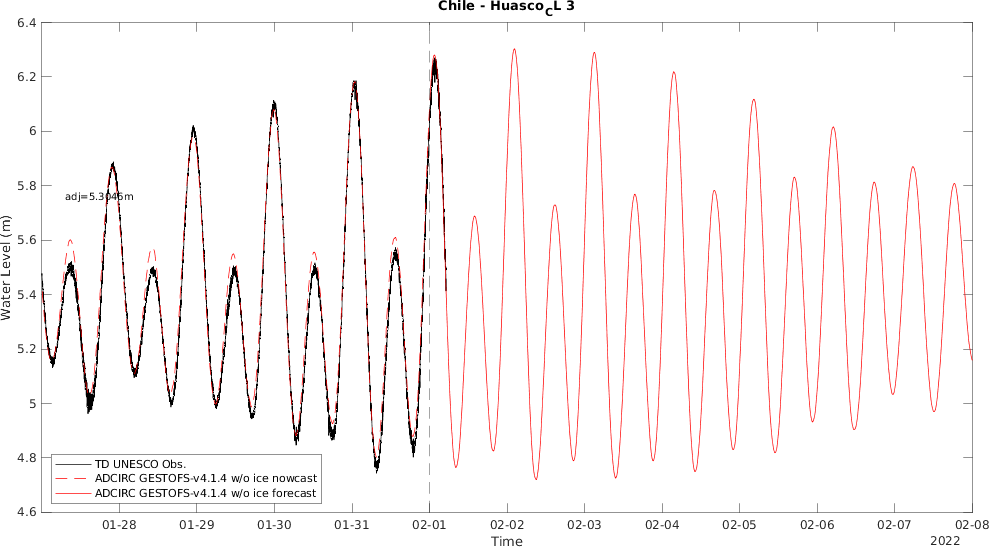 Chile - Huasco_CL 3
6.4
6.2
6
5.8
5.6
5.4
5.2
5
4.8
4.6
Water Level (m)
adj=5.3045m
TD UNESCO Obs.
ADCIRC GESTOFS-v4.1.4 w/o ice nowcast
ADCIRC GESTOFS-v4.1.4 w/o ice forecast
01-28 01-29 01-30 01-31 02-01 02-02 02-03 02-04 02-05 02-06 02-07 02-08
Time
2022